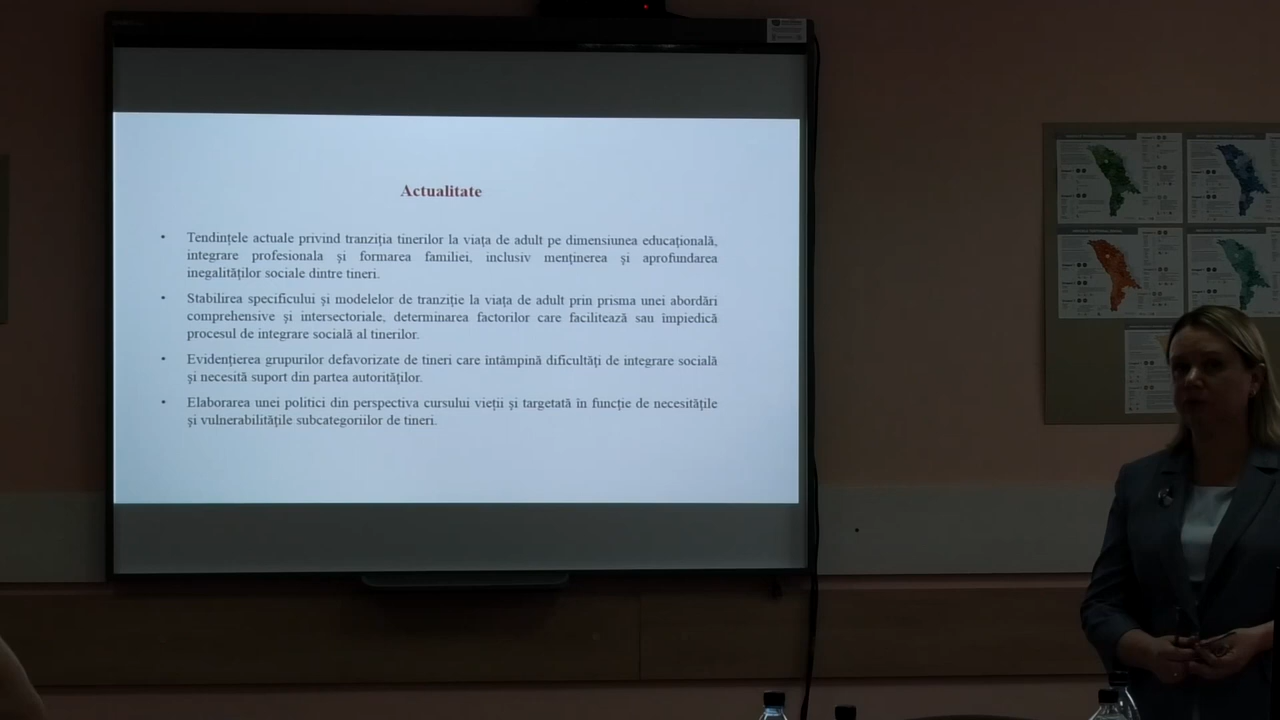 Actualitate
• Tendințele actuale privind tranziția tinerilor la viața de adult pe dimensiunea educațională,
integrare profesionala și formarea familiei, inclusiv menținerea și aprofundarea
inegalităților sociale dintre tineri.
• Stabilirea specificului și modelelor de tranziție la viața de adult prin prisma unei abordări
comprehensive și intersectoriale, determinarea factorilor care facilitează sau împiedică
procesul de integrare socială al tinerilor.
• Evidențierea grupurilor defavorizate de tineri care întâmpină dificultăți de integrare socială
și necesită suport din partea autorităților.
• Elaborarea unei politici din perspectiva cursului vieții și targetată în funcție de necesitățile
și vulnerabilitățile subcategoriilor de tineri.